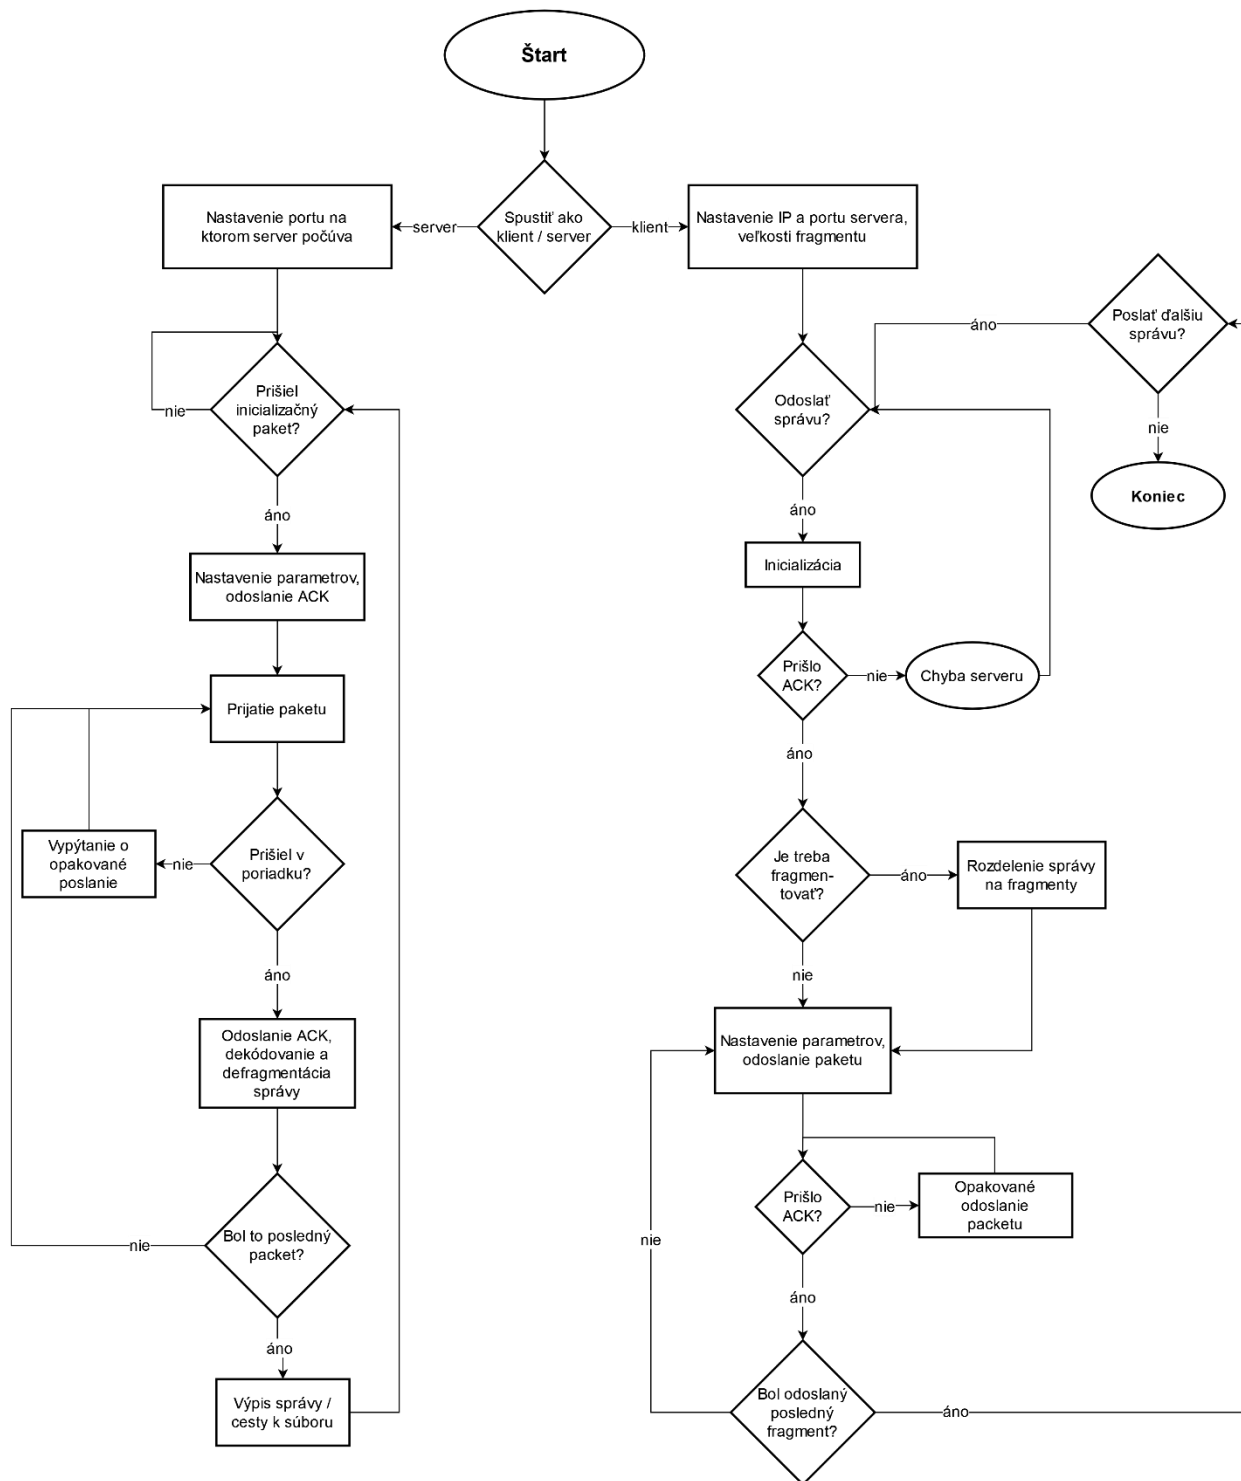 Štart
Spustiť ako
klient / server
server
klient
Nastavenie portu na
ktorom server počúva
Prišiel
inicializačný
paket?
nie
áno
Nastavenie parametrov,
odoslanie ACK
Prijatie paketu
Prišiel v
poriadku?
nie
Vypýtanie o
opakované
poslanie
áno
Odoslanie ACK,
dekódovanie a
defragmentácia
správy
Bol to posledný
packet?
nie
áno
Výpis správy /
cesty k súboru
Nastavenie IP a portu servera,
veľkosti fragmentu
Odoslať
správu?
áno
Inicializácia
Prišlo
ACK?
nie
Chyba serveru
áno
Je treba
fragmen-
tovať?
áno
Rozdelenie správy
na fragmenty
nie
Nastavenie parametrov,
odoslanie paketu
Prišlo
ACK?
nie
Opakované
odoslanie
packetu
áno
Bol odoslaný
posledný
fragment?
nie
áno
Poslať ďalšiu
správu?
áno
nie
Koniec